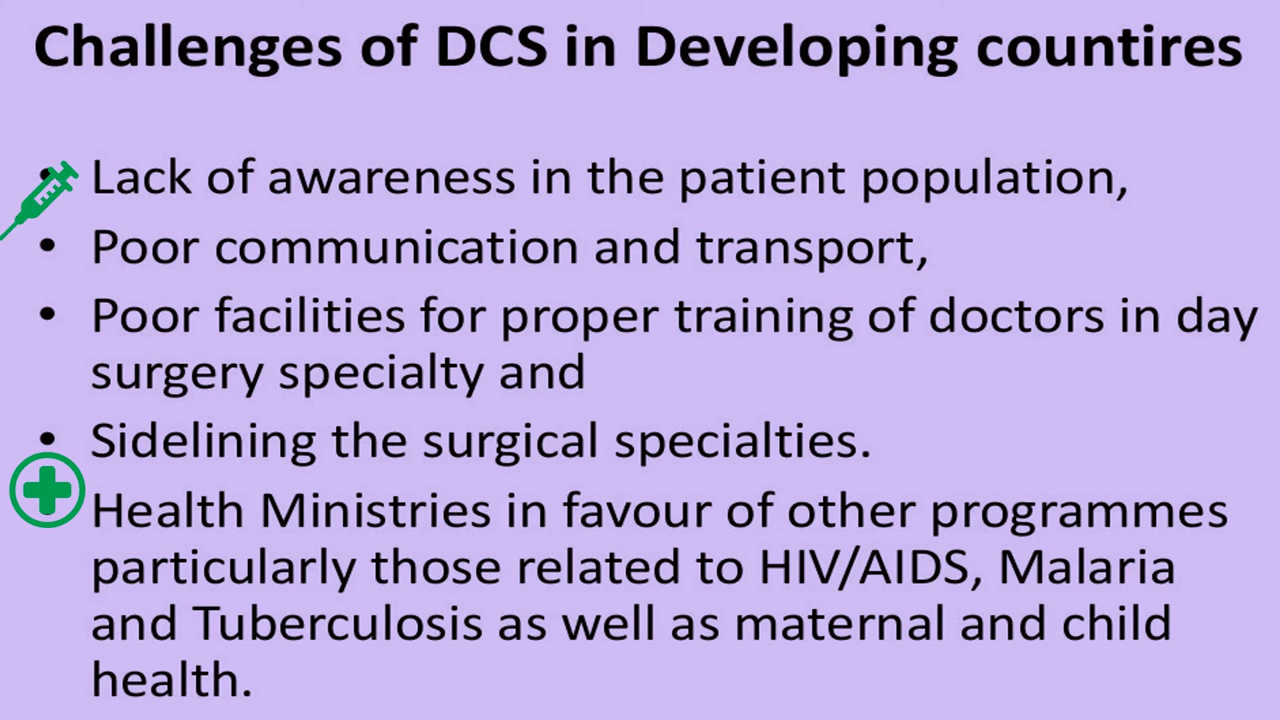 Challenges of DCS in Developing countires
• Lack of awareness in the patient population,
• Poor communication and transport,
• Poor facilities for proper training of doctors in day
surgery specialty and
• Sidelining the surgical specialties.
Health Ministries in favour of other programmes
particularly those related to HIV/AIDS, Malaria
and Tuberculosis as well as maternal and child
health.